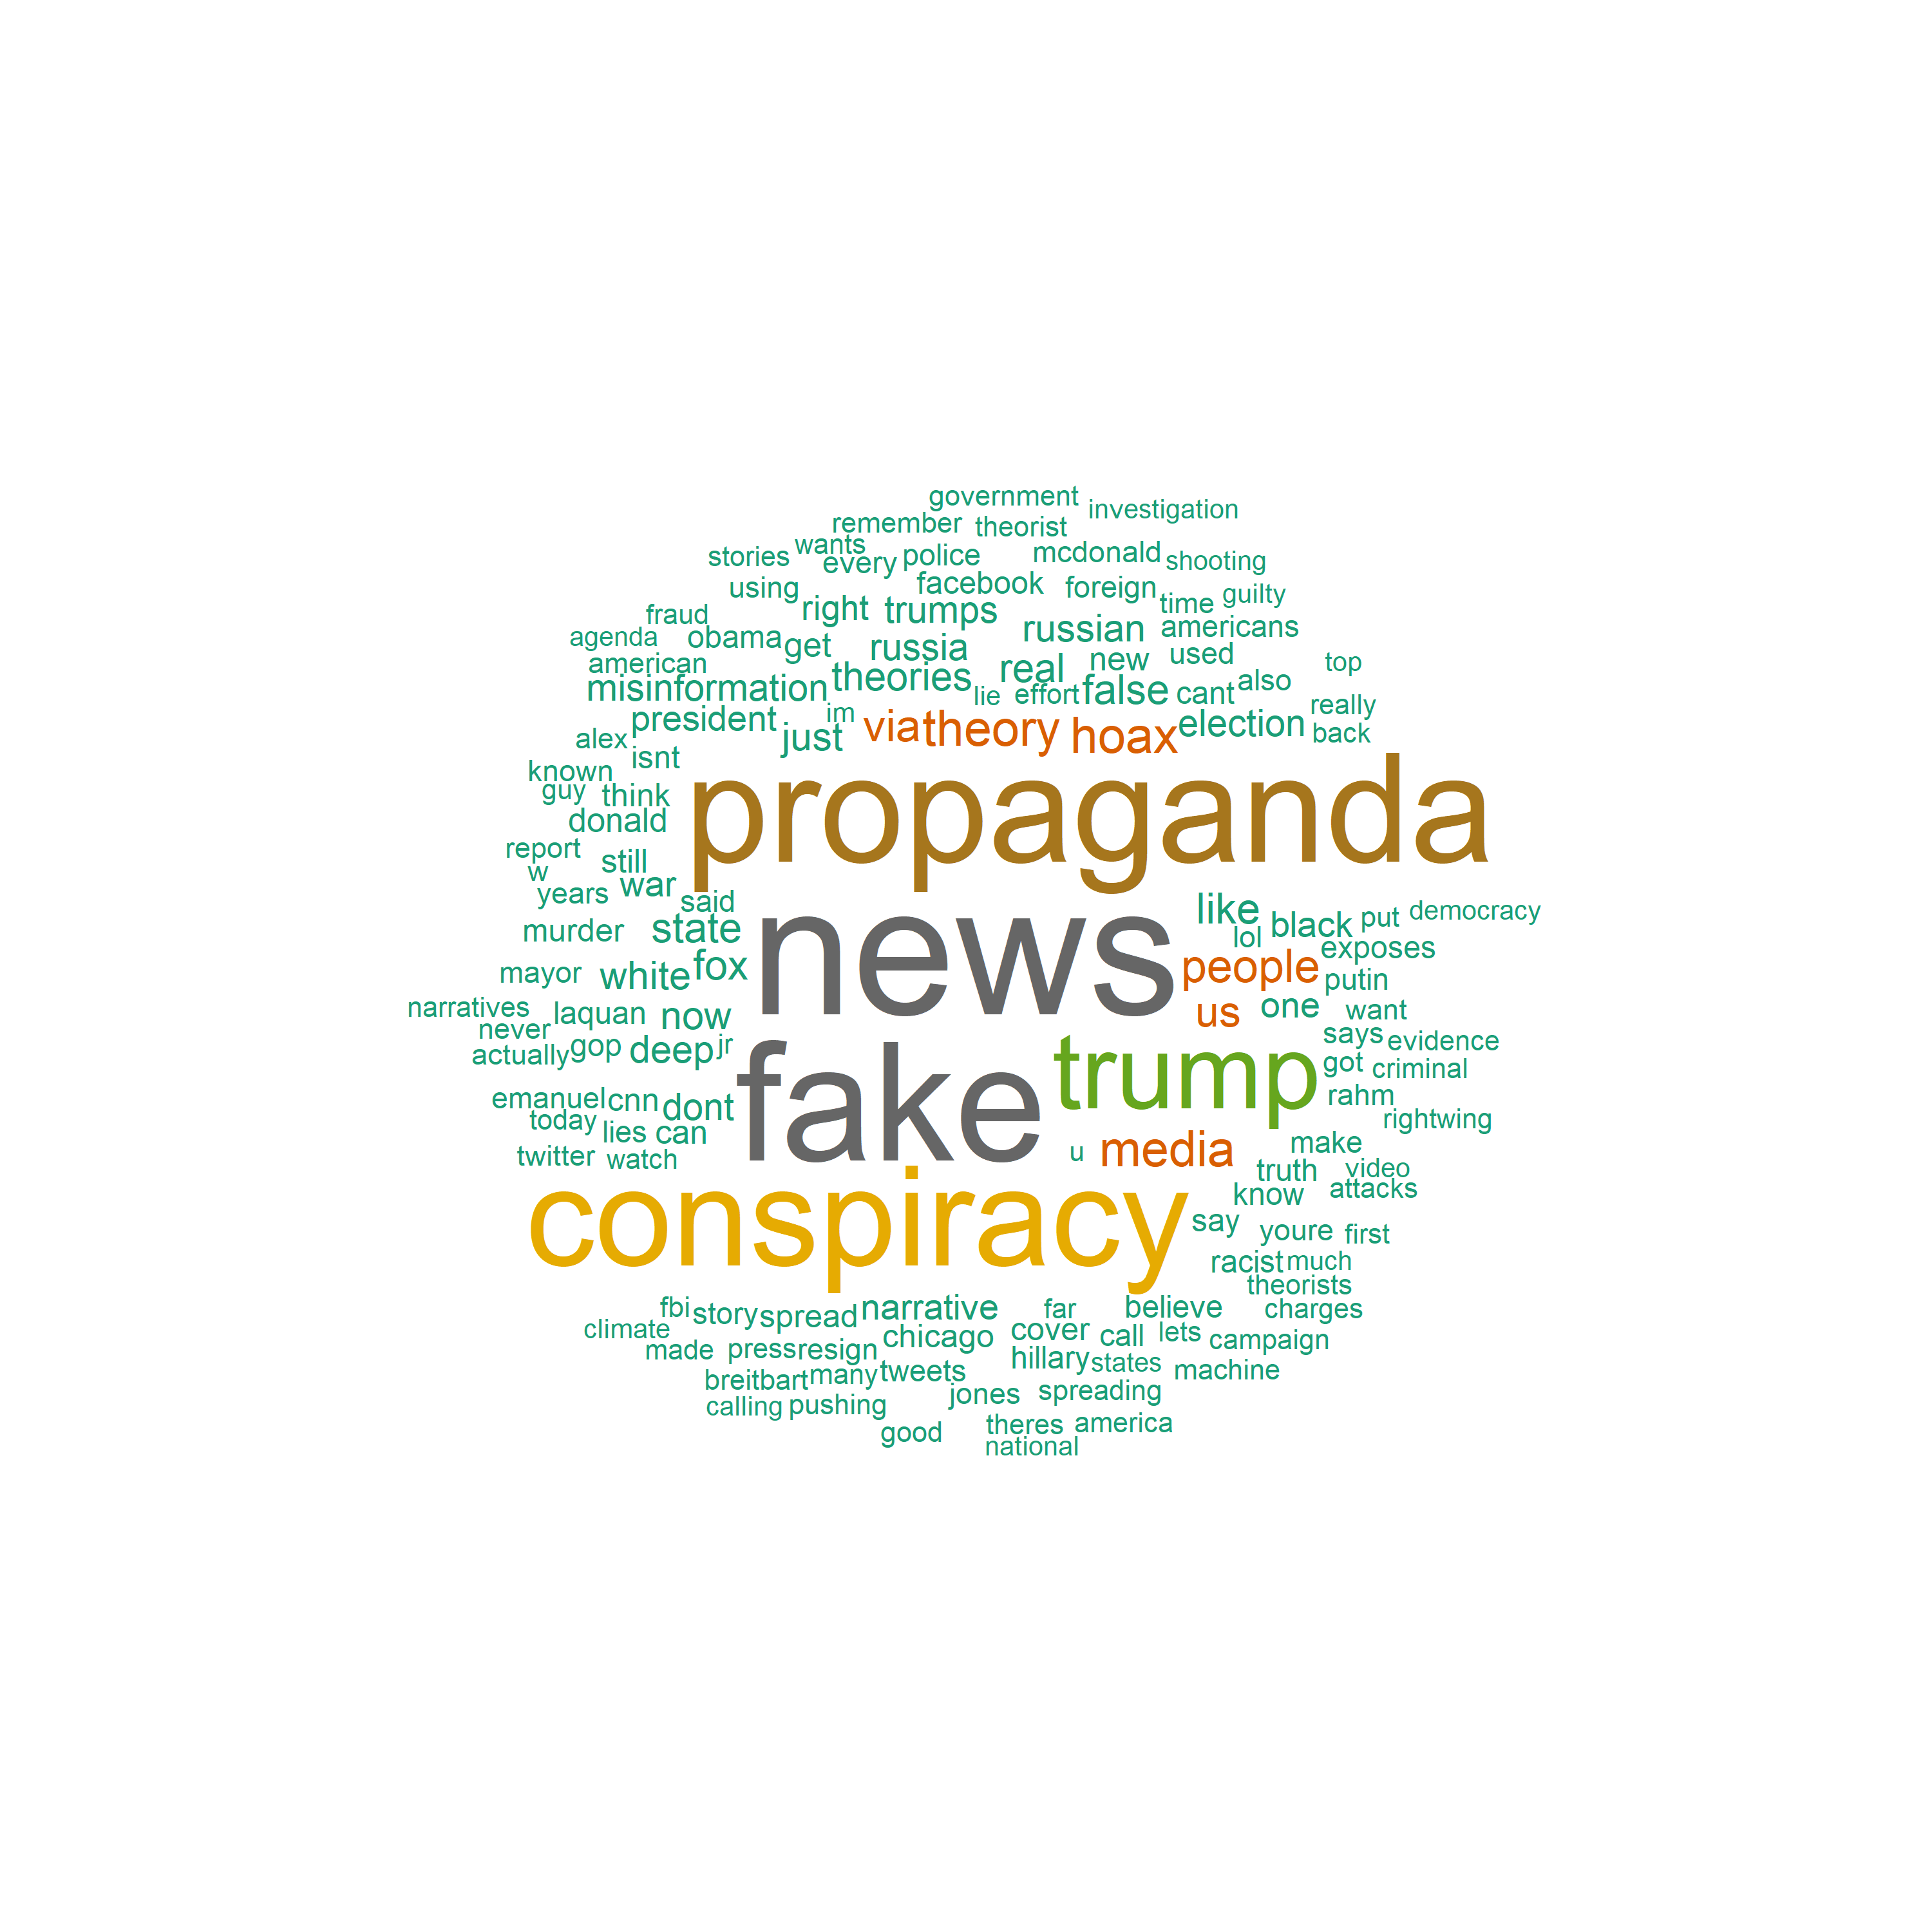 government
investigation
remember
theorist
wants
stories
every
police
mcdonald
shooting
using
facebook
foreign
time
guilty
fraud
right
trumps
russian
americans
agenda
obama
get
russia
real
new
used
top
american
misinformation
theories
lie
effort
false
cant
also
really
president
im
just
via
theory
hoax
election
back
alex
isnt
known
guy
think
donald
propaganda
report
w
still
years
war
said
murder
state
news
like
black
put
democracy
lol
exposes
mayor
white
fox
people
putin
narratives
never
laquan
now
us
one
want
actually
gop
deep
jr
fake
trump
says
evidence
got
criminal
emanuel
cnn
dont
rahm
today
lies
can
rightwing
twitter
watch
u
media
make
truth
video
conspiracy
know
attacks
say
youre
first
racist
much
theorists
fbi
story
spread
narrative
far
believe
charges
climate
chicago
cover
call
lets
campaign
made
press
resign
hillary
states
machine
breitbart
many
tweets
jones
spreading
calling
pushing
good
theres
america
national